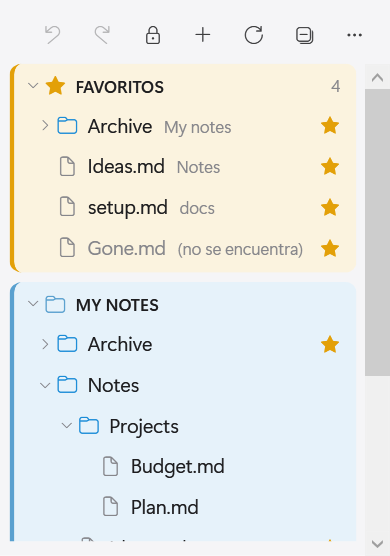 FAVORITOS 4
Archive My notes
Ideas.md Notes
setup.md docs
Gone.md (no se encuentra)
MY NOTES
Archive
Notes
Projects
Budget.md
Plan.md